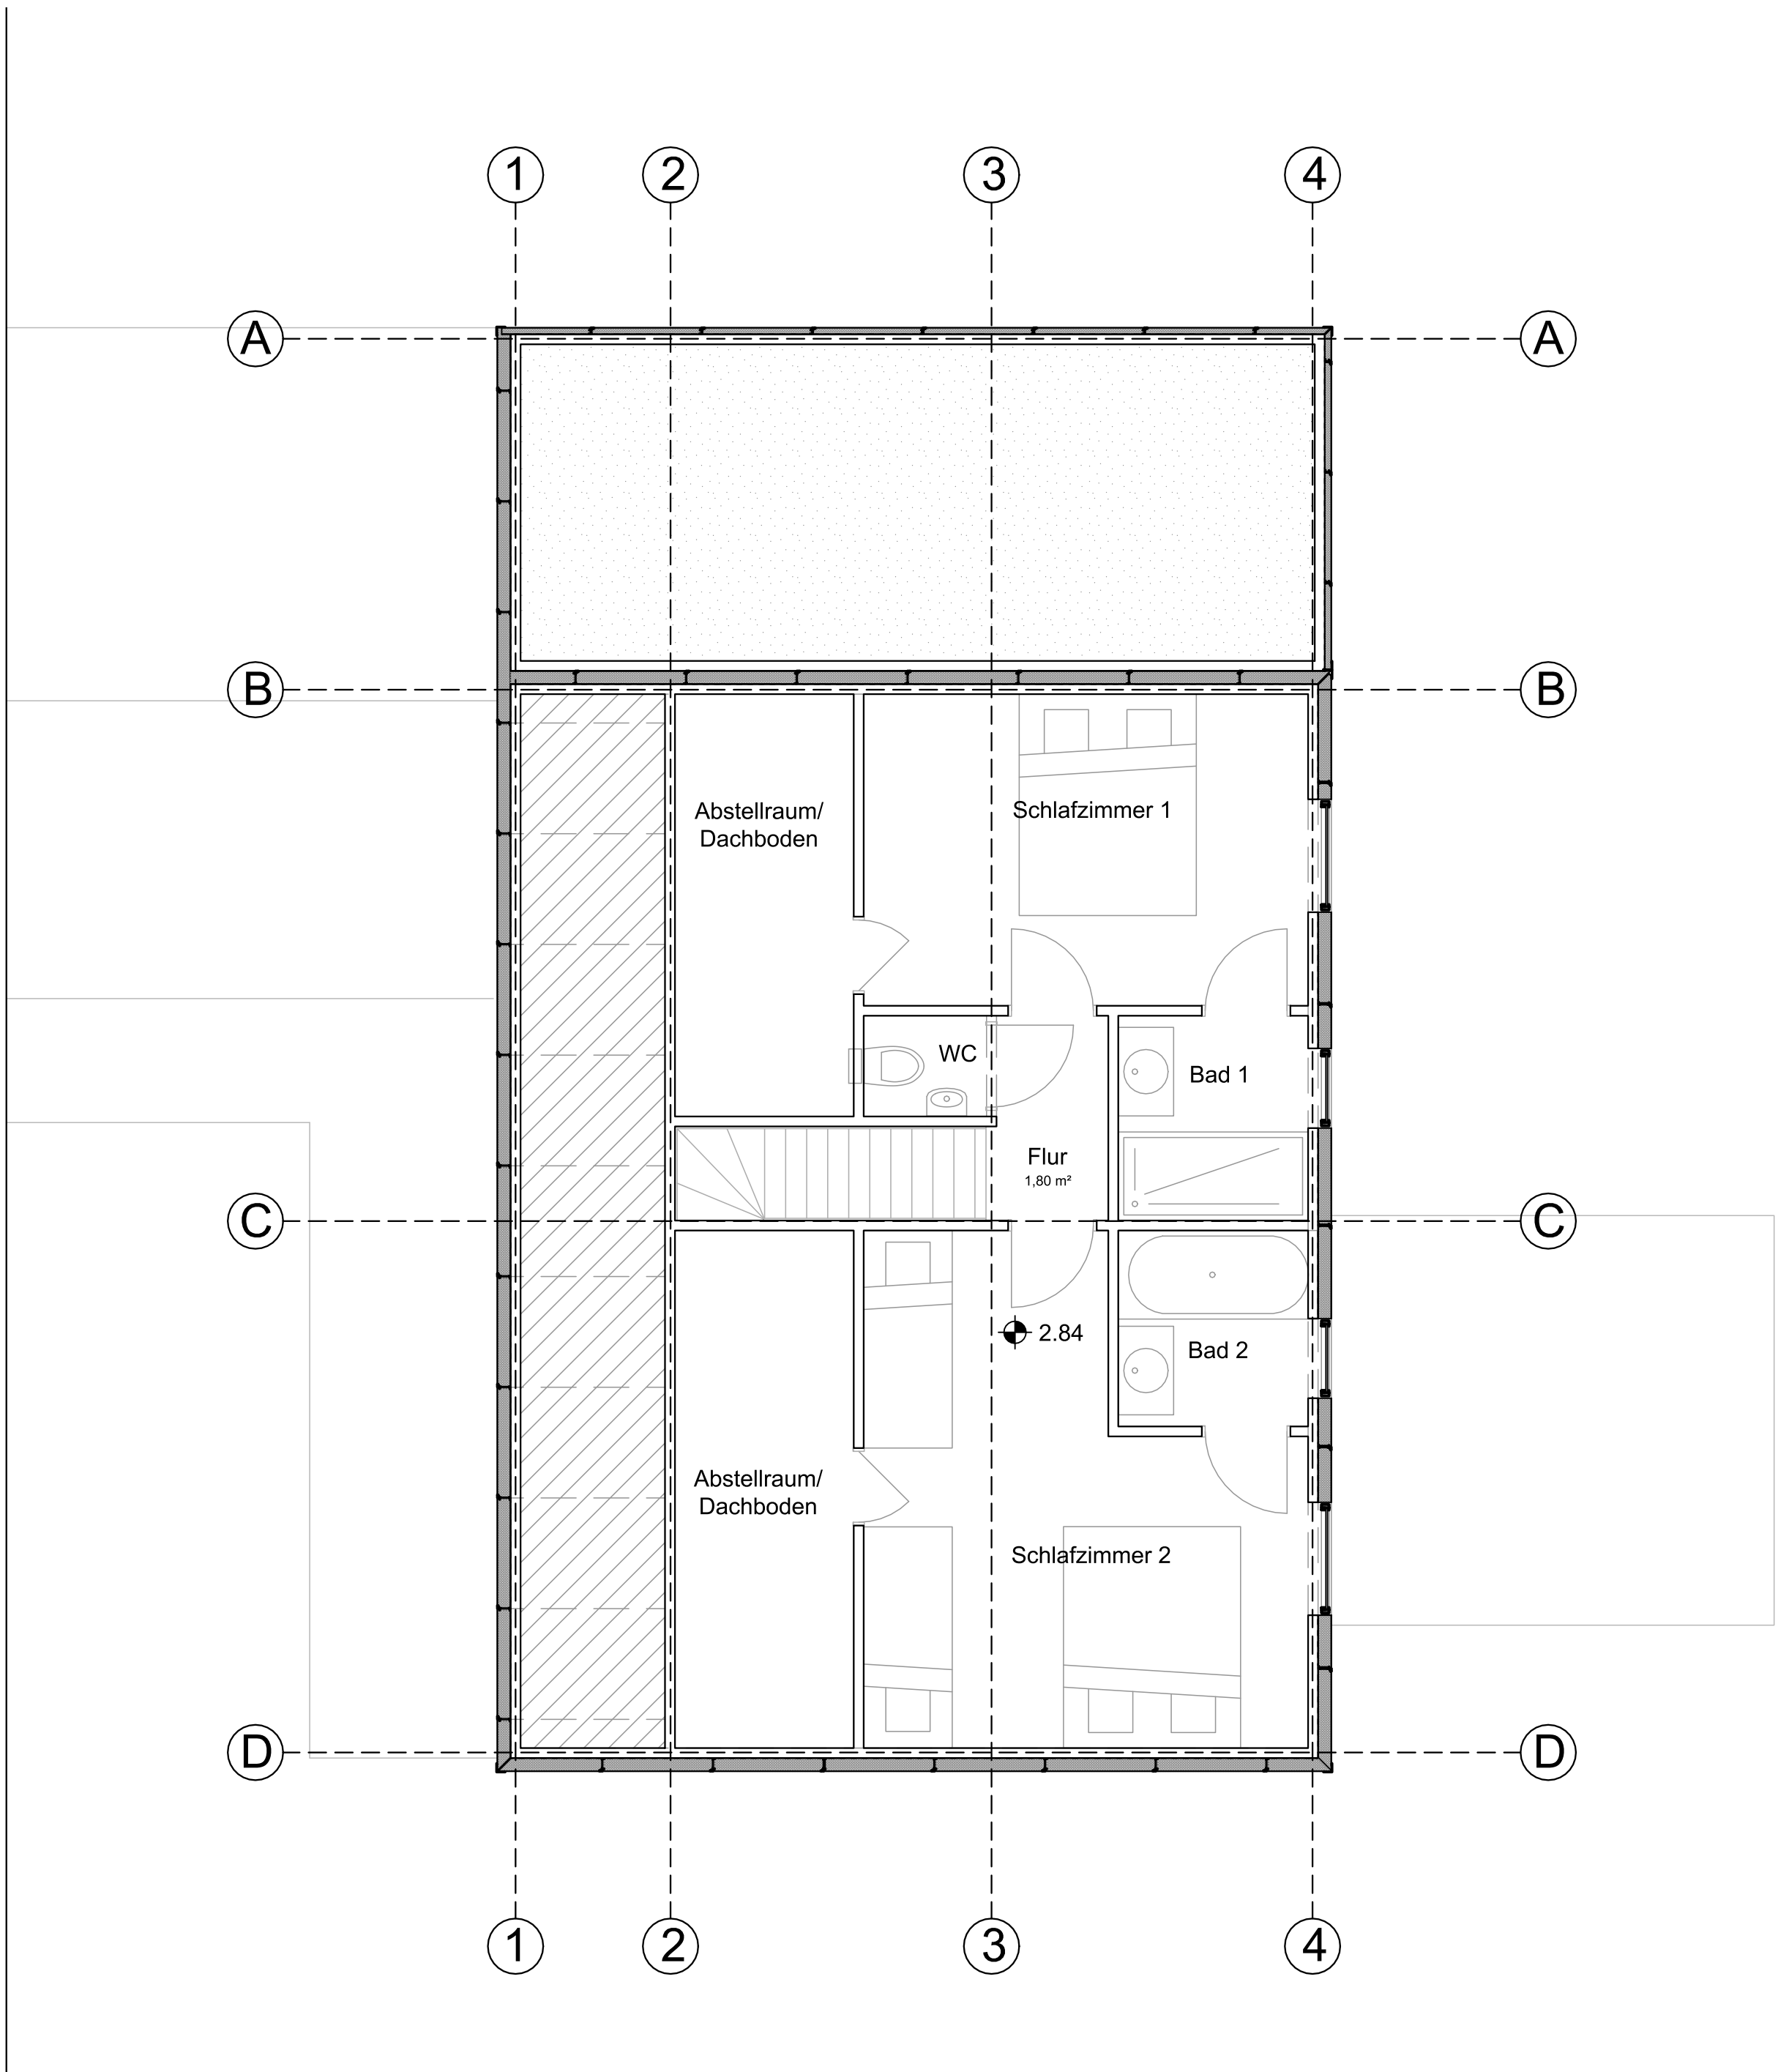 1 2 3 4
A A
B B
Abstellraum/
Dachboden
Schlafzimmer 1
WC
Bad 1
Flur
1,80 m²
C C
2.84
Bad 2
Abstellraum/
Dachboden
Schlafzimmer 2
D D
1 2 3 4